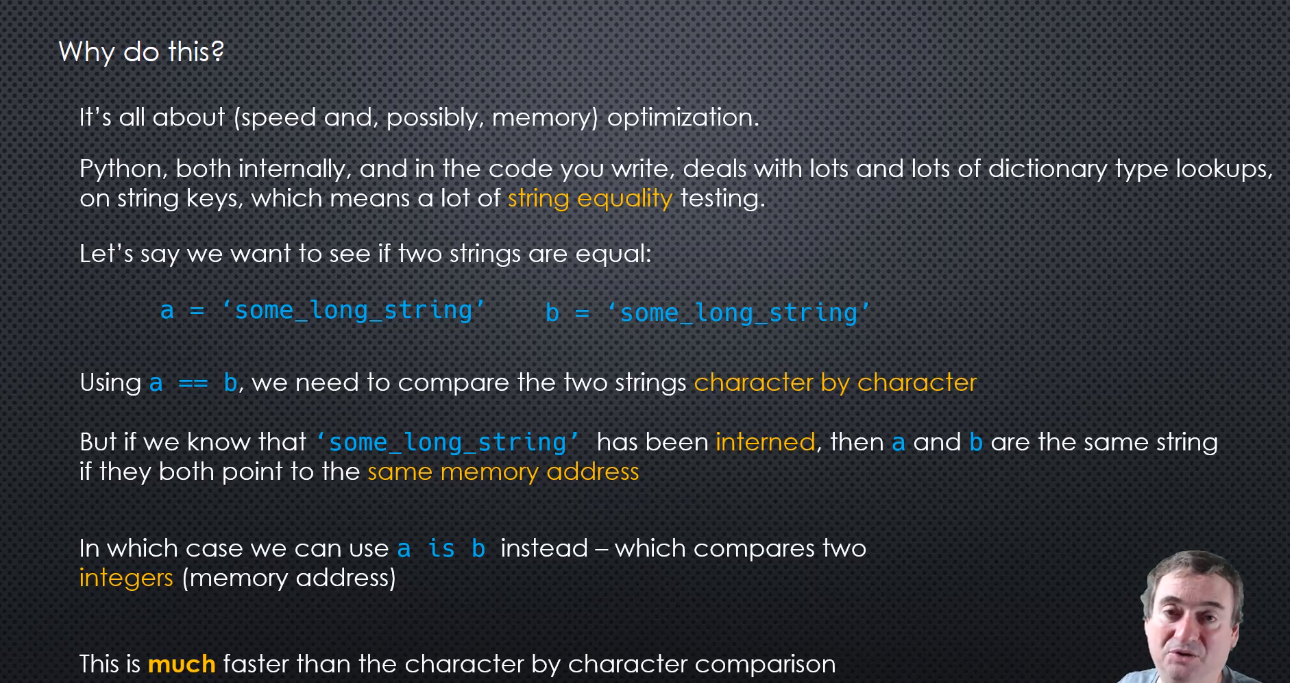 Why do this?
It’s all about (speed and, possibly, memory) optimization.
Python, both internally, and in the code you write, deals with lots and lots of dictionary type lookups,
on string keys, which means a lot of string equality testing.
Let’s say we want to see if two strings are equal:
a = ‘some_long_string’ b = ‘some_long_string’
Using a == b, we need to compare the two strings character by character
But if we know that ‘some_long_string’ has been interned, then a and b are the same string
if they both point to the same memory address
In which case we can use a is b instead – which compares two
integers (memory address)
This is much faster than the character by character comparison